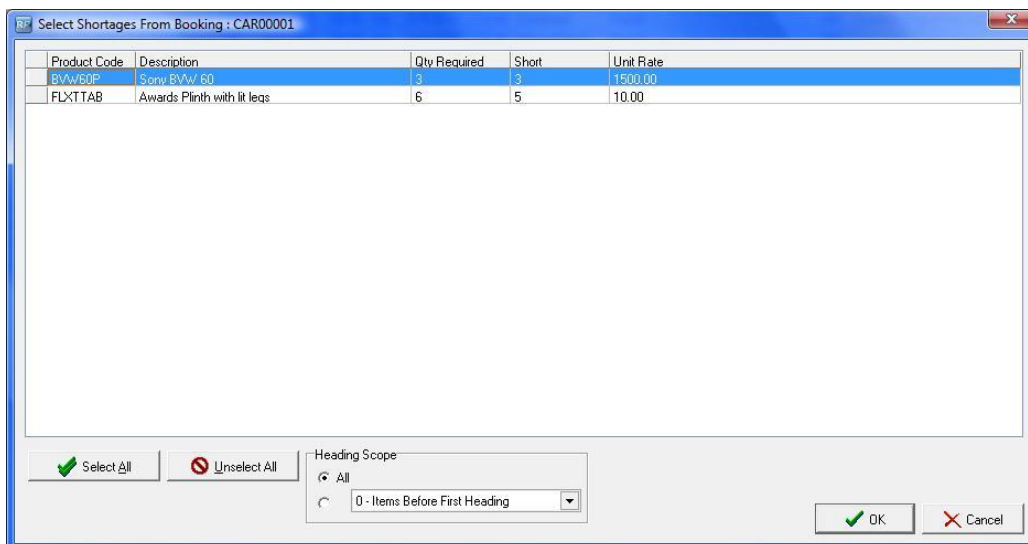 Select Shortages From Booking : CAR00001
Product Code Description Qty Required Short Unit Rate
BVW60P Sony BVW 60 3 3 1500.00
FLXTTAB Awards Plinth with lit legs 6 5 10.00
Select All Unselect All
Heading Scope
All
0 - Items Before First Heading
OK Cancel